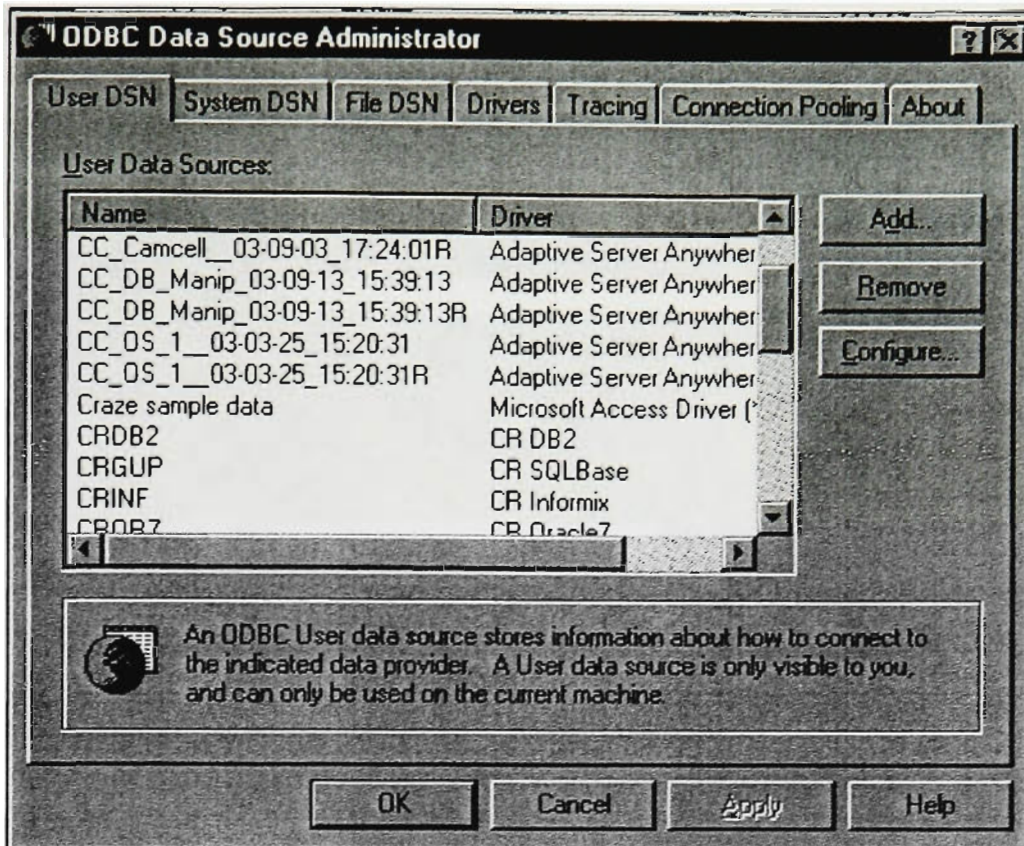 ODBC Data Source Administrator
User DSN System DSN File DSN Drivers Tracing Connection Pooling About
User Data Sources:
Name Driver
CC_Camcell__03-09-03_17:24:01R Adaptive Server Anywher
CC_DB_Manip_03-09-13_15:39:13 Adaptive Server Anywher
CC_DB_Manip_03-09-13_15:39:13R Adaptive Server Anywher
CC_OS_1__03-03-25_15:20:31 Adaptive Server Anywher
CC_OS_1__03-03-25_15:20:31R Adaptive Server Anywher
Craze sample data Microsoft Access Driver (*
CRDB2 CR DB2
CRGUP CR SQLBase
CRINF CR Informix
CROR7 CR Oracle7
Add...
Remove
Configure...
An ODBC User data source stores information about how to connect to
the indicated data provider. A User data source is only visible to you,
and can only be used on the current machine.
OK Cancel Apply Help